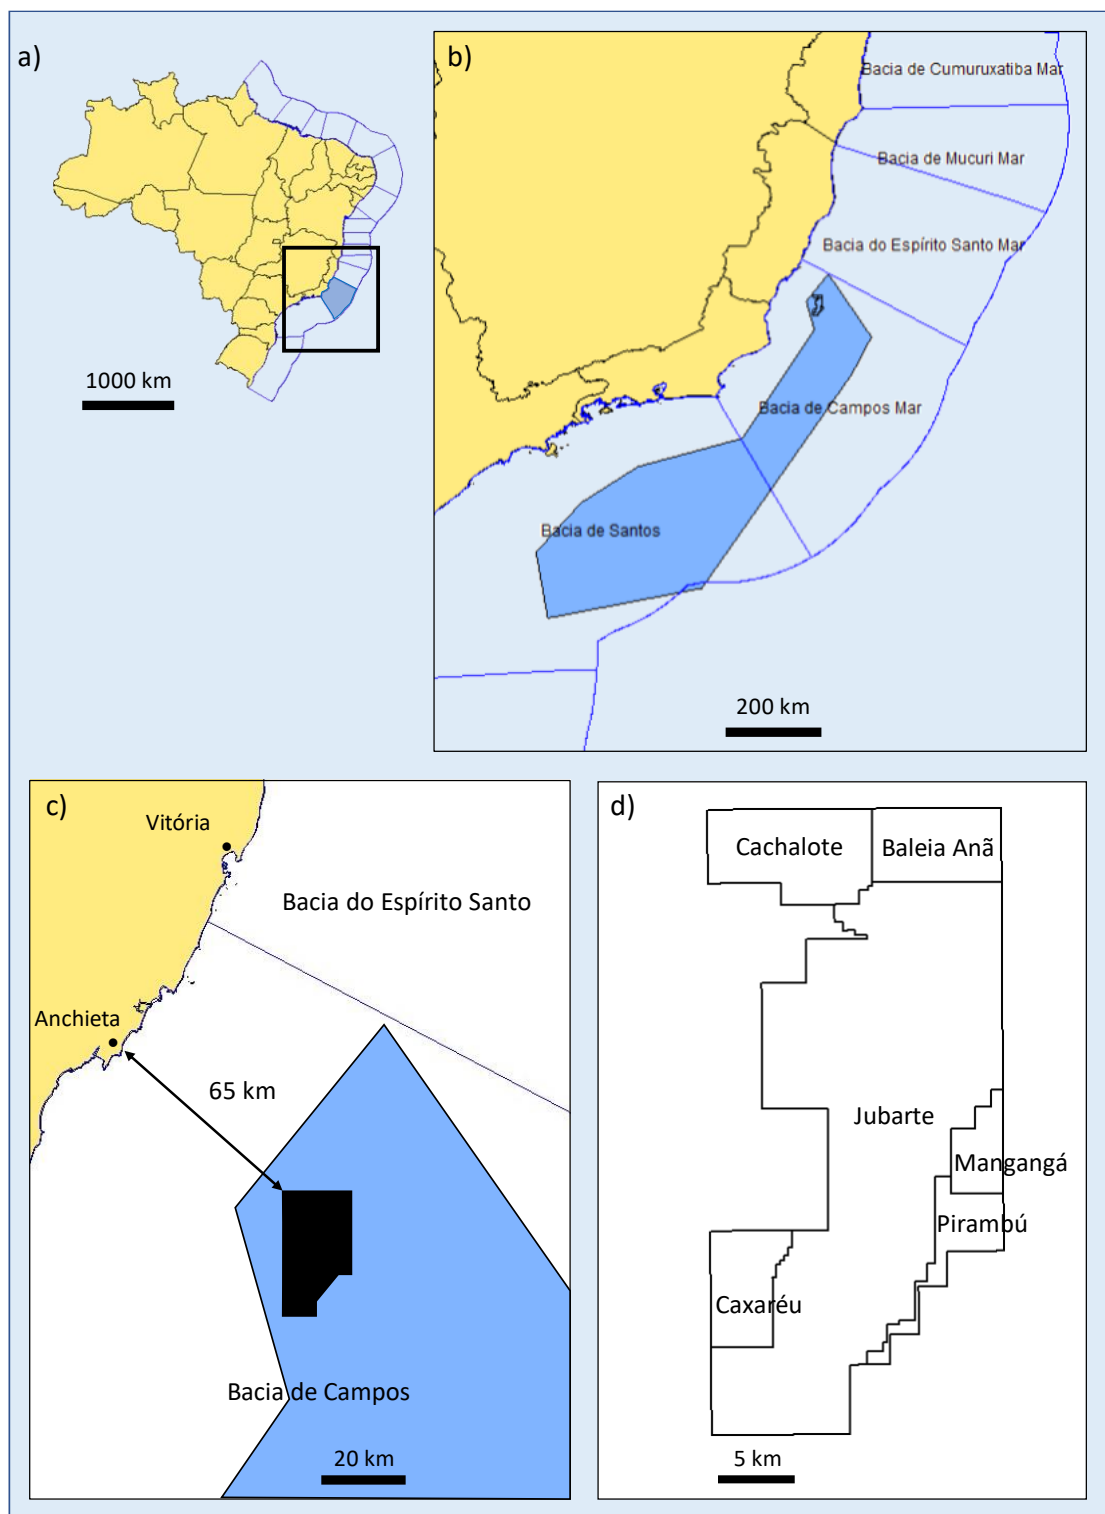 a)
1000 km
b)
Bacia de Cumuruxatiba Mar
Bacia de Mucuri Mar
Bacia do Espírito Santo Mar
Bacia de Campos Mar
Bacia de Santos
200 km
c)
Vitória
Bacia do Espírito Santo
Anchieta
65 km
Bacia de Campos
20 km
d)
Cachalote
Baleia Anã
Jubarte
Mangangá
Pirambú
Caxaréu
5 km